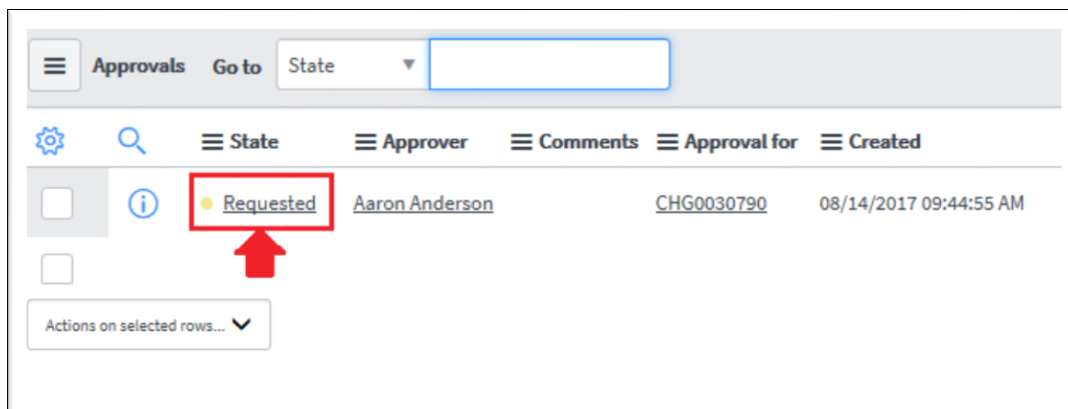 Approvals Go to State
State Approver Comments Approval for Created
Requested Aaron Anderson CHG0030790 08/14/2017 09:44:55 AM
Actions on selected rows...